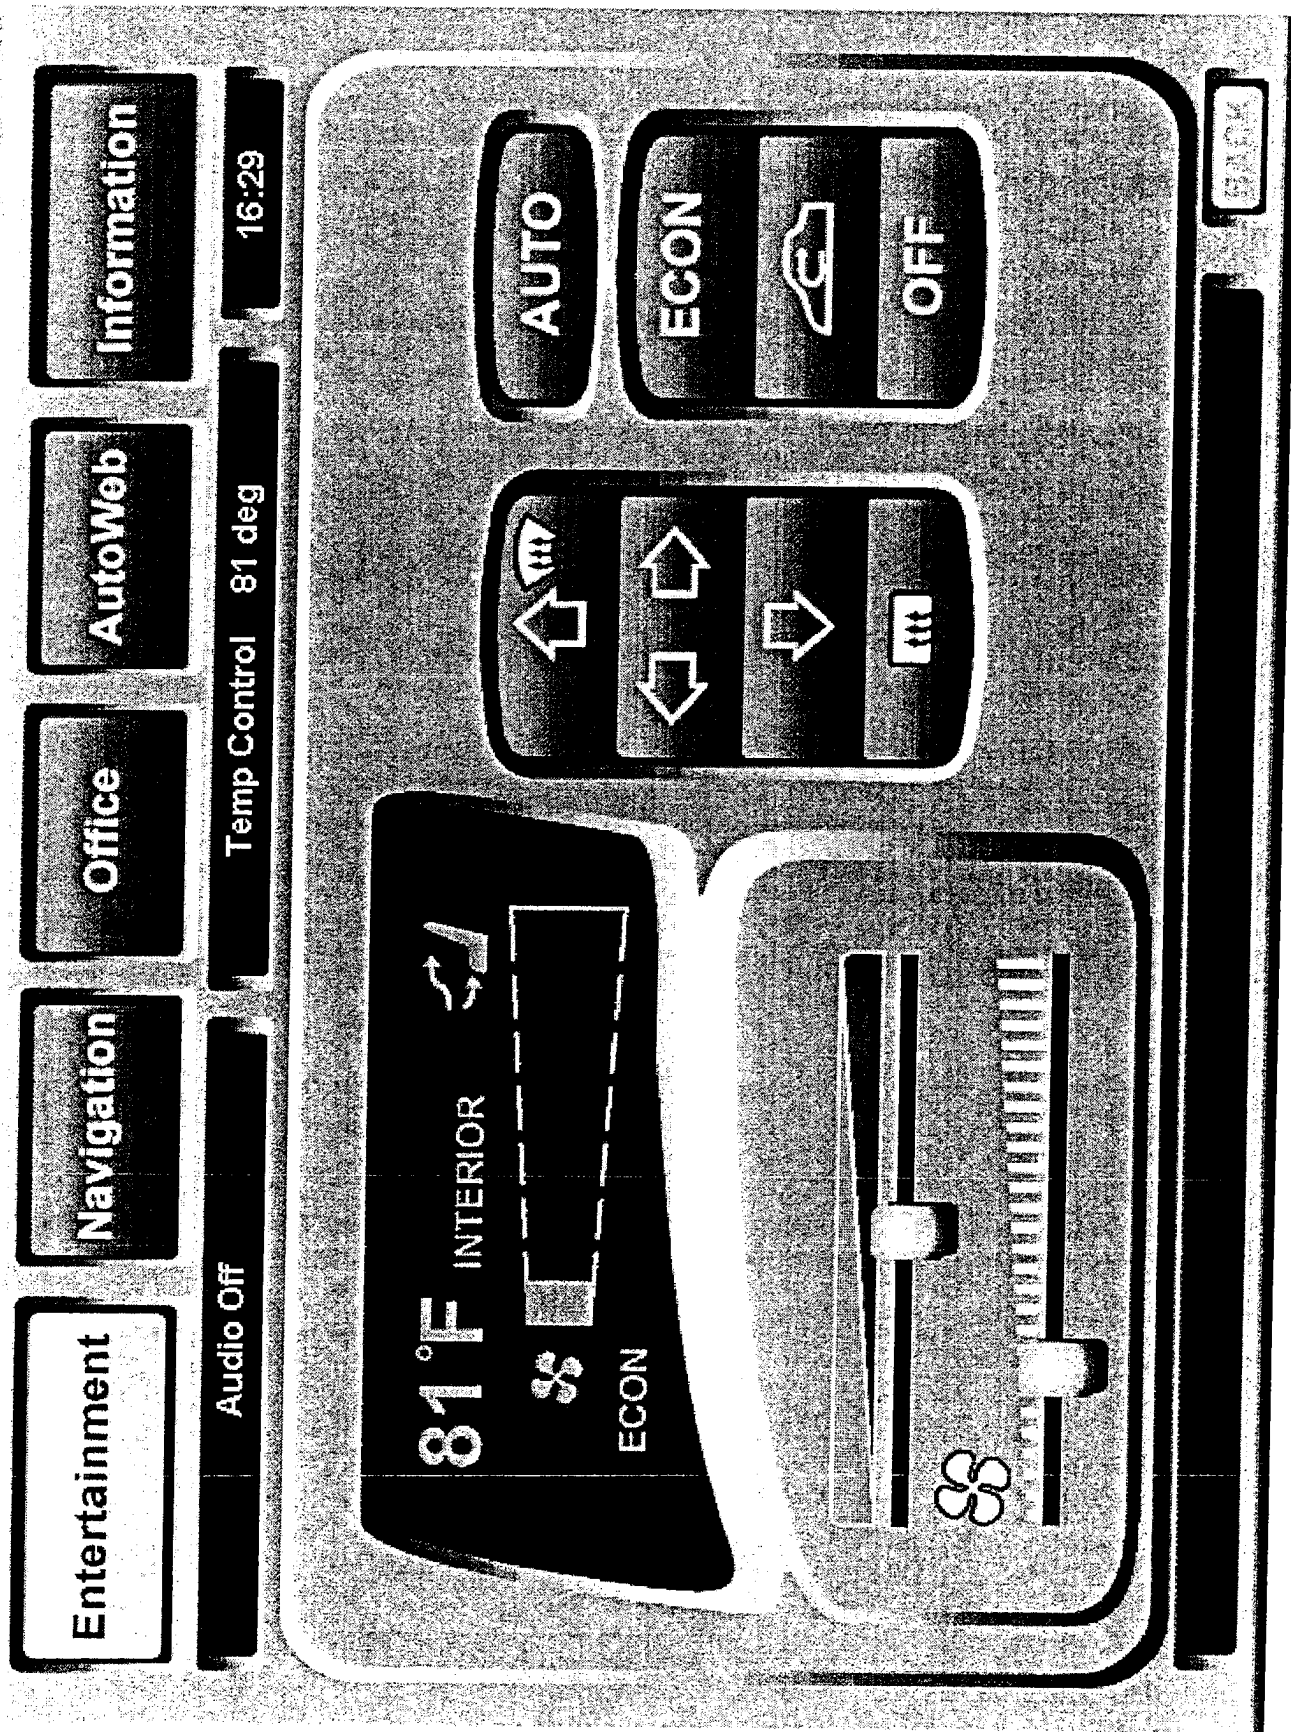 Entertainment
Navigation
Office
AutoWeb
Information
Audio Off
Temp Control 81 deg
16:29
81°F INTERIOR
ECON
AUTO
ECON
OFF
BACK